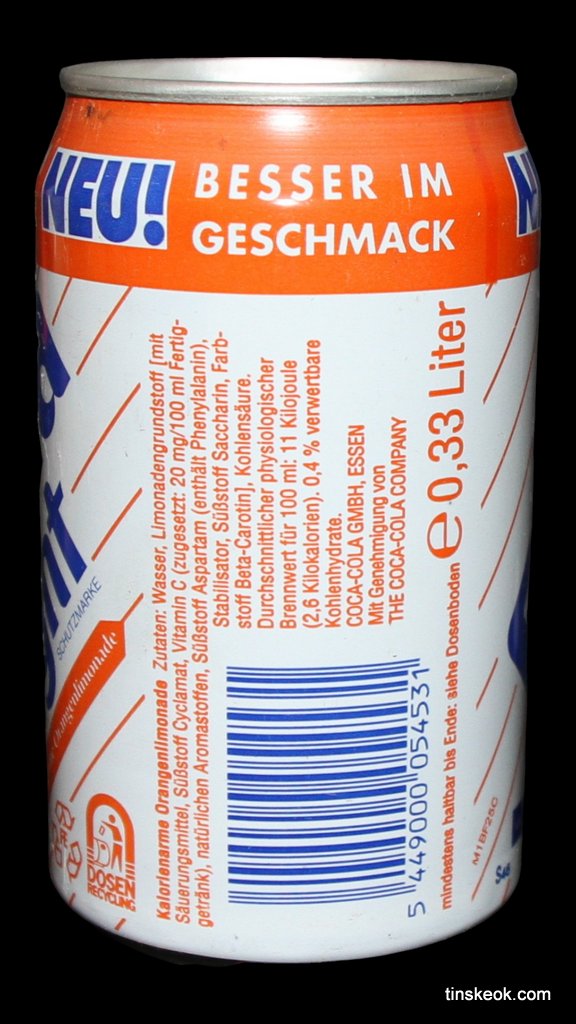 NEU!
BESSER IM
GESCHMACK
SCHUTZMARKE
Orangenlimonade
DOSEN
RECYCLING
Kalorienarme Orangenlimonade Zutaten: Wasser, Limonadengrundstoff [mit
Säuerungsmittel, Süßstoff Cyclamat, Vitamin C (zugesetzt: 20 mg/100 ml Fertig-
getränk), natürlichen Aromastoffen, Süßstoff Aspartam (enthält Phenylalanin),
Stabilisator, Süßstoff Saccharin, Farb-
stoff Beta-Carotin], Kohlensäure.
Durchschnittlicher physiologischer
Brennwert für 100 ml: 11 Kilojoule
(2,6 Kilokalorien). 0,4 % verwertbare
Kohlenhydrate.
COCA-COLA GMBH, ESSEN
Mit Genehmigung von
THE COCA-COLA COMPANY
5 449000 054531
e 0,33 Liter
mindestens haltbar bis Ende: siehe Dosenboden
M1BF28C
tinskeok.com